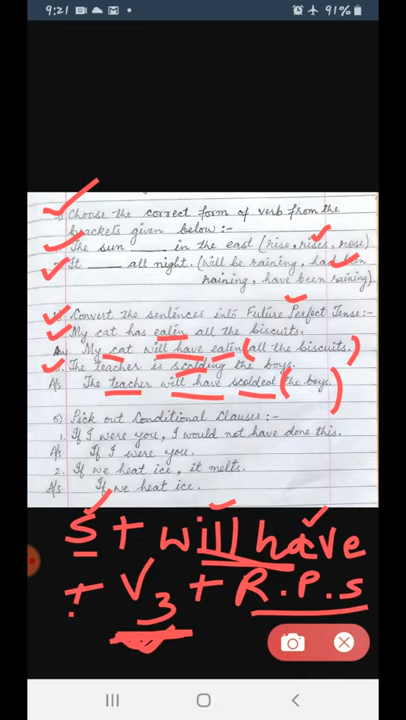 9:21 91%
Choose the correct form of verb from the
brackets given below:-
The sun ____ in the east (rise, rises, rose)
It ____ all night. (will be raining, had been
raining, have been raining)
Convert the sentences into Future Perfect Tense:-
My cat has eaten all the biscuits.
Ans My cat will have eaten (all the biscuits.)
The teacher is scolding the boys.
A/s The teacher will have scolded (the boys.)
5) Pick out Conditional Clauses:-
1. If I were you, I would not have done this.
A/s If I were you.
2. If we heat ice, it melts.
A/s If we heat ice.
S + will have
+ V3 + R.P.S